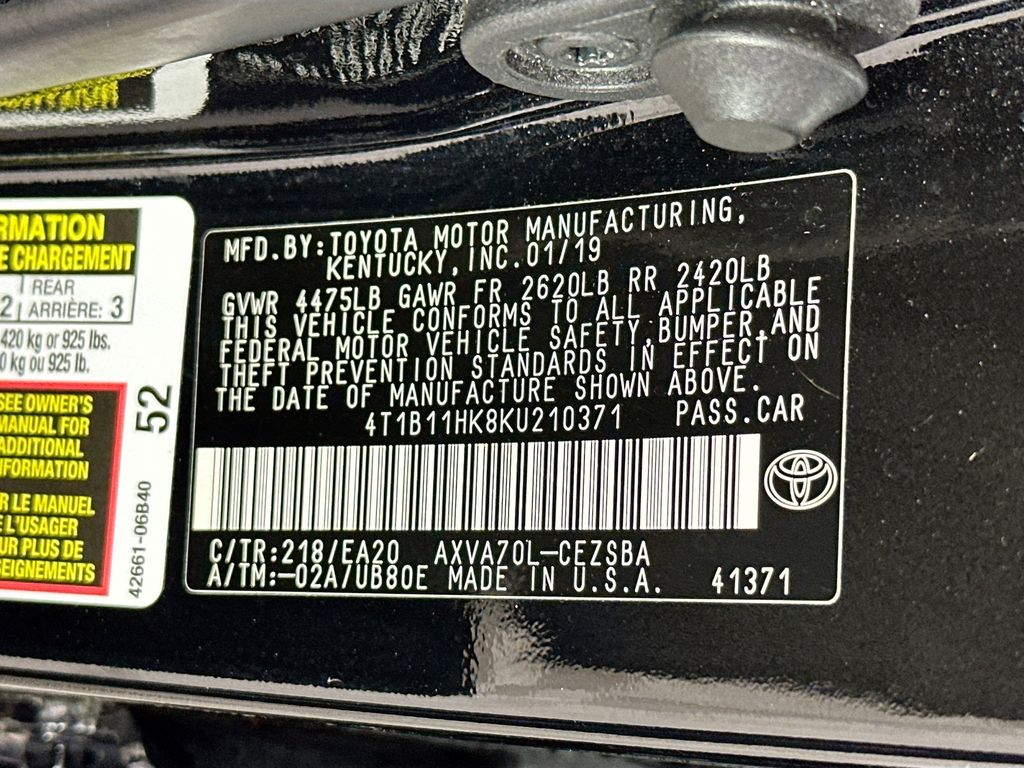 RMATION
E CHARGEMENT
REAR
2 ARRIÈRE: 3
420 kg or 925 lbs.
0 kg ou 925 lb.
SEE OWNER'S
MANUAL FOR
ADDITIONAL
INFORMATION
R LE MANUEL
E L'USAGER
UR PLUS DE
SEIGNEMENTS
52
42661-06B40
MFD.BY:TOYOTA MOTOR MANUFACTURING,
KENTUCKY,INC.01/19
GVWR 4475LB GAWR FR 2620LB RR 2420LB
THIS VEHICLE CONFORMS TO ALL APPLICABLE
FEDERAL MOTOR VEHICLE SAFETY,BUMPER,AND
THEFT PREVENTION STANDARDS IN EFFECT ON
THE DATE OF MANUFACTURE SHOWN ABOVE.
4T1B11HK8KU210371 PASS.CAR
C/TR:218/EA20 AXVA70L-CEZSBA
A/TM:-02A/UB80E MADE IN U.S.A. 41371